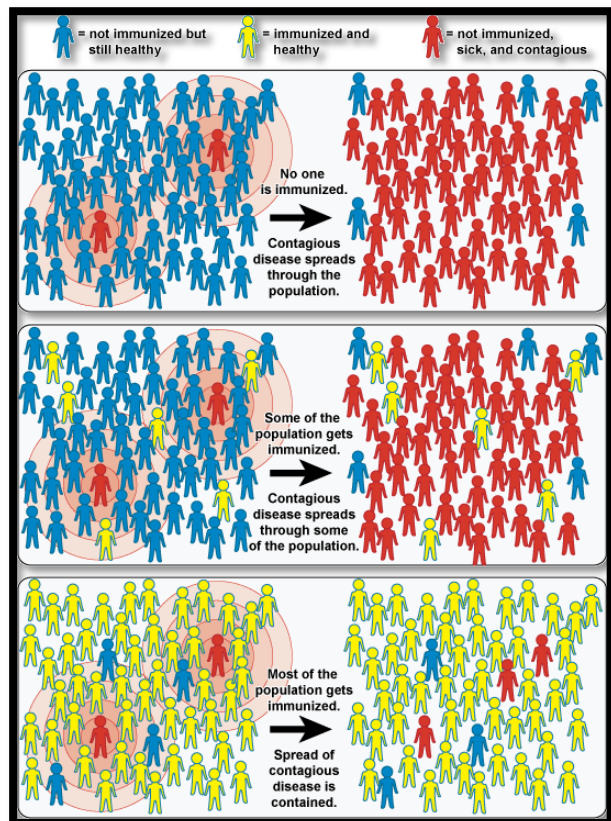 = not immunized but
still healthy
= immunized and
healthy
= not immunized,
sick, and contagious
No one
is immunized.
Contagious
disease spreads
through the
population.
Some of the
population gets
immunized.
Contagious
disease spreads
through some
of the population.
Most of the
population gets
immunized.
Spread of
contagious
disease is
contained.